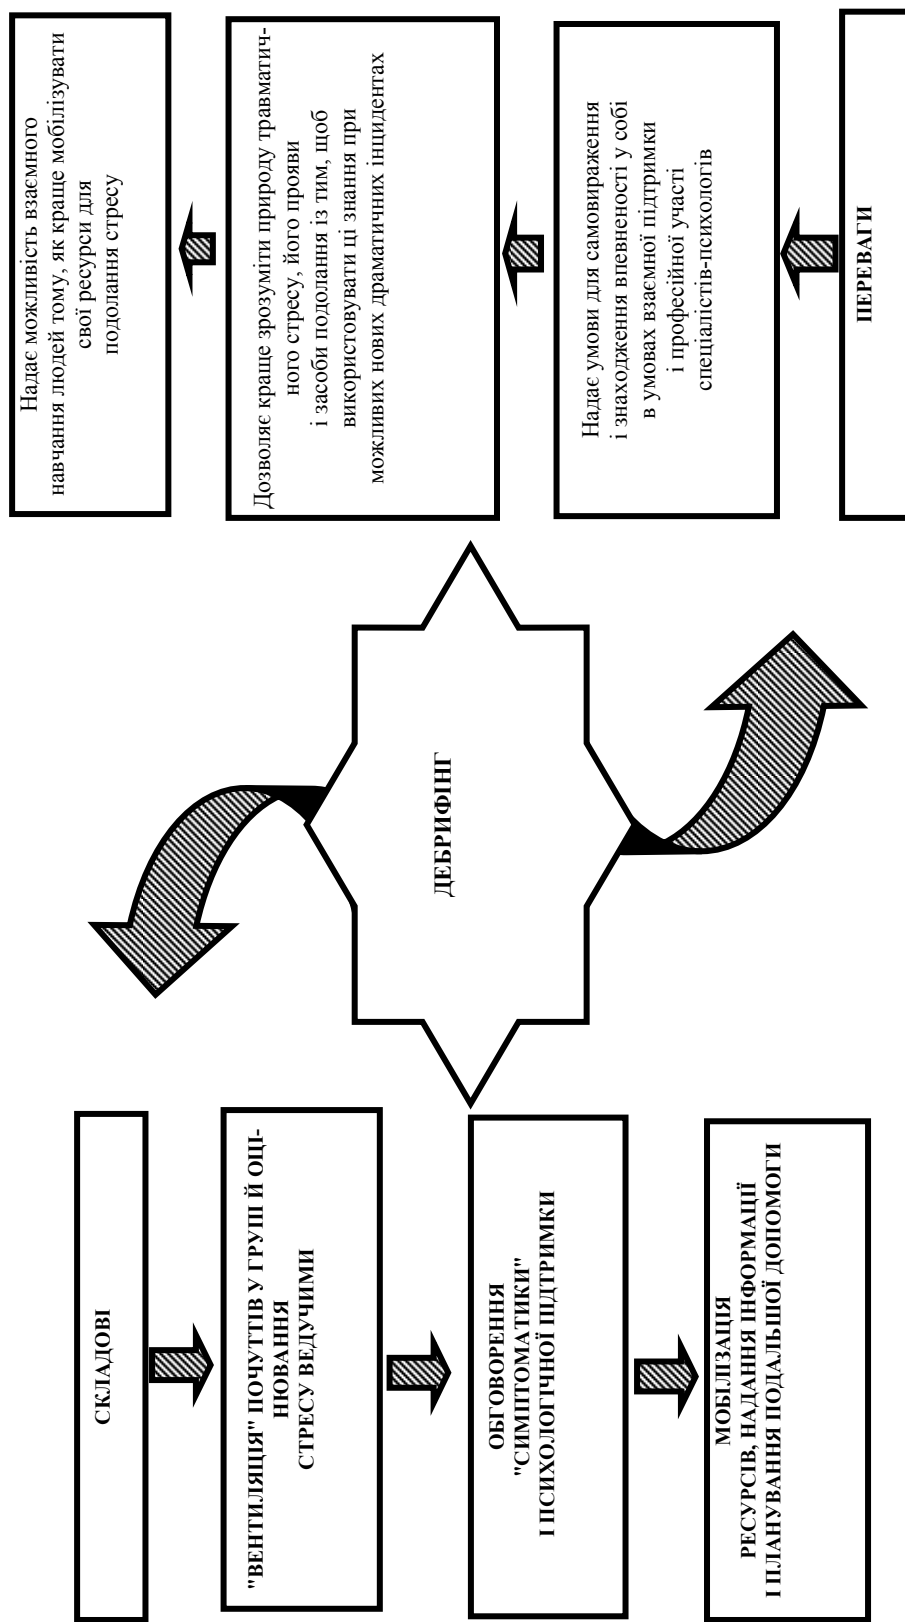 СКЛАДОВІ
"ВЕНТИЛЯЦІЯ" ПОЧУТТІВ У ГРУПІ Й ОЦІ-
НЮВАННЯ
СТРЕСУ ВЕДУЧИМИ
ОБГОВОРЕННЯ
"СИМПТОМАТИКИ"
І ПСИХОЛОГІЧНОЇ ПІДТРИМКИ
МОБІЛІЗАЦІЯ
РЕСУРСІВ, НАДАННЯ ІНФОРМАЦІЇ
І ПЛАНУВАННЯ ПОДАЛЬШОЇ ДОПОМОГИ
ДЕБРИФІНГ
Надає можливість взаємного
навчання людей тому, як краще мобілізувати
свої ресурси для
подолання стресу
Дозволяє краще зрозуміти природу травматич-
ного стресу, його прояви
і засоби подолання із тим, щоб
використовувати ці знання при
можливих нових драматичних інцидентах
Надає умови для самовираження
і знаходження впевненості у собі
в умовах взаємної підтримки
і професійної участі
спеціалістів-психологів
ПЕРЕВАГИ